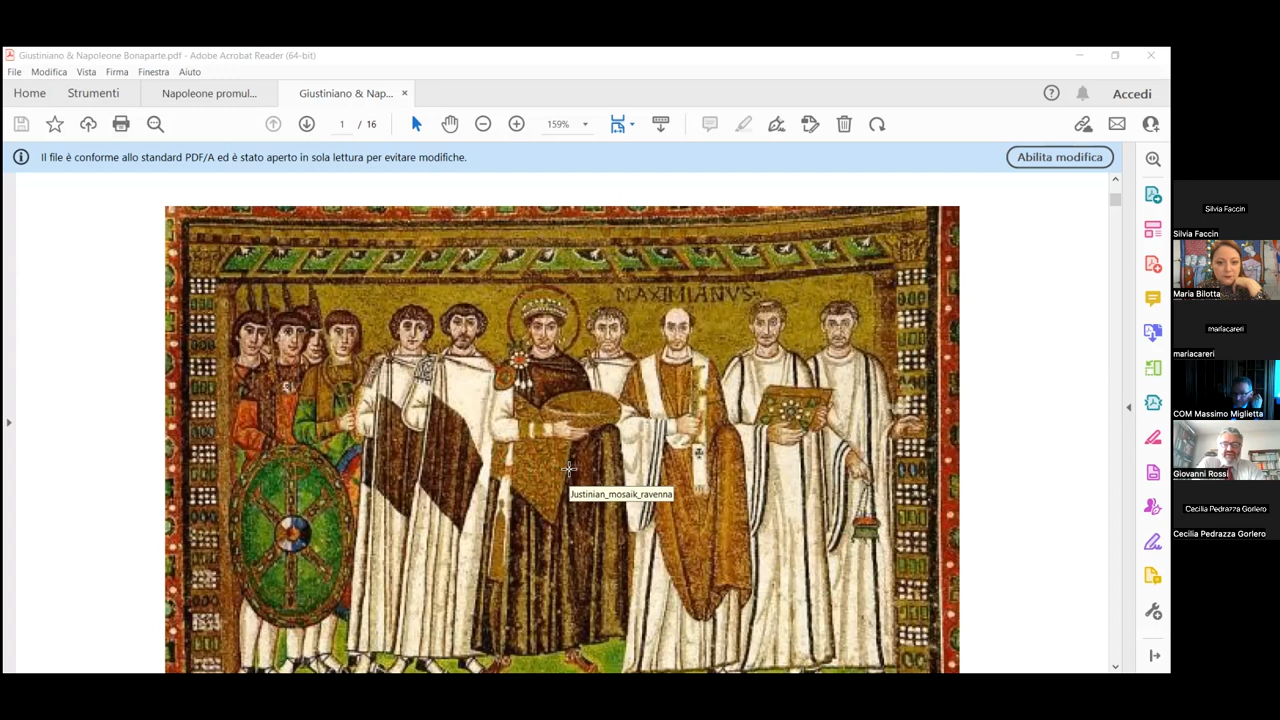 Giustiniano & Napoleone Bonaparte.pdf - Adobe Acrobat Reader (64-bit)
File Modifica Vista Firma Finestra Aiuto
Home Strumenti Napoleone promul... Giustiniano & Nap... × Accedi
1 / 16 159%
Il file è conforme allo standard PDF/A ed è stato aperto in sola lettura per evitare modifiche. Abilita modifica
MAXIMIANVS
Justinian_mosaik_ravenna
Silvia Faccin
Silvia Faccin
Maria Bilotta
mariacareri
mariacareri
COM Massimo Miglietta
Giovanni Rossi
Cecilia Pedrazza Gorlero
Cecilia Pedrazza Gorlero